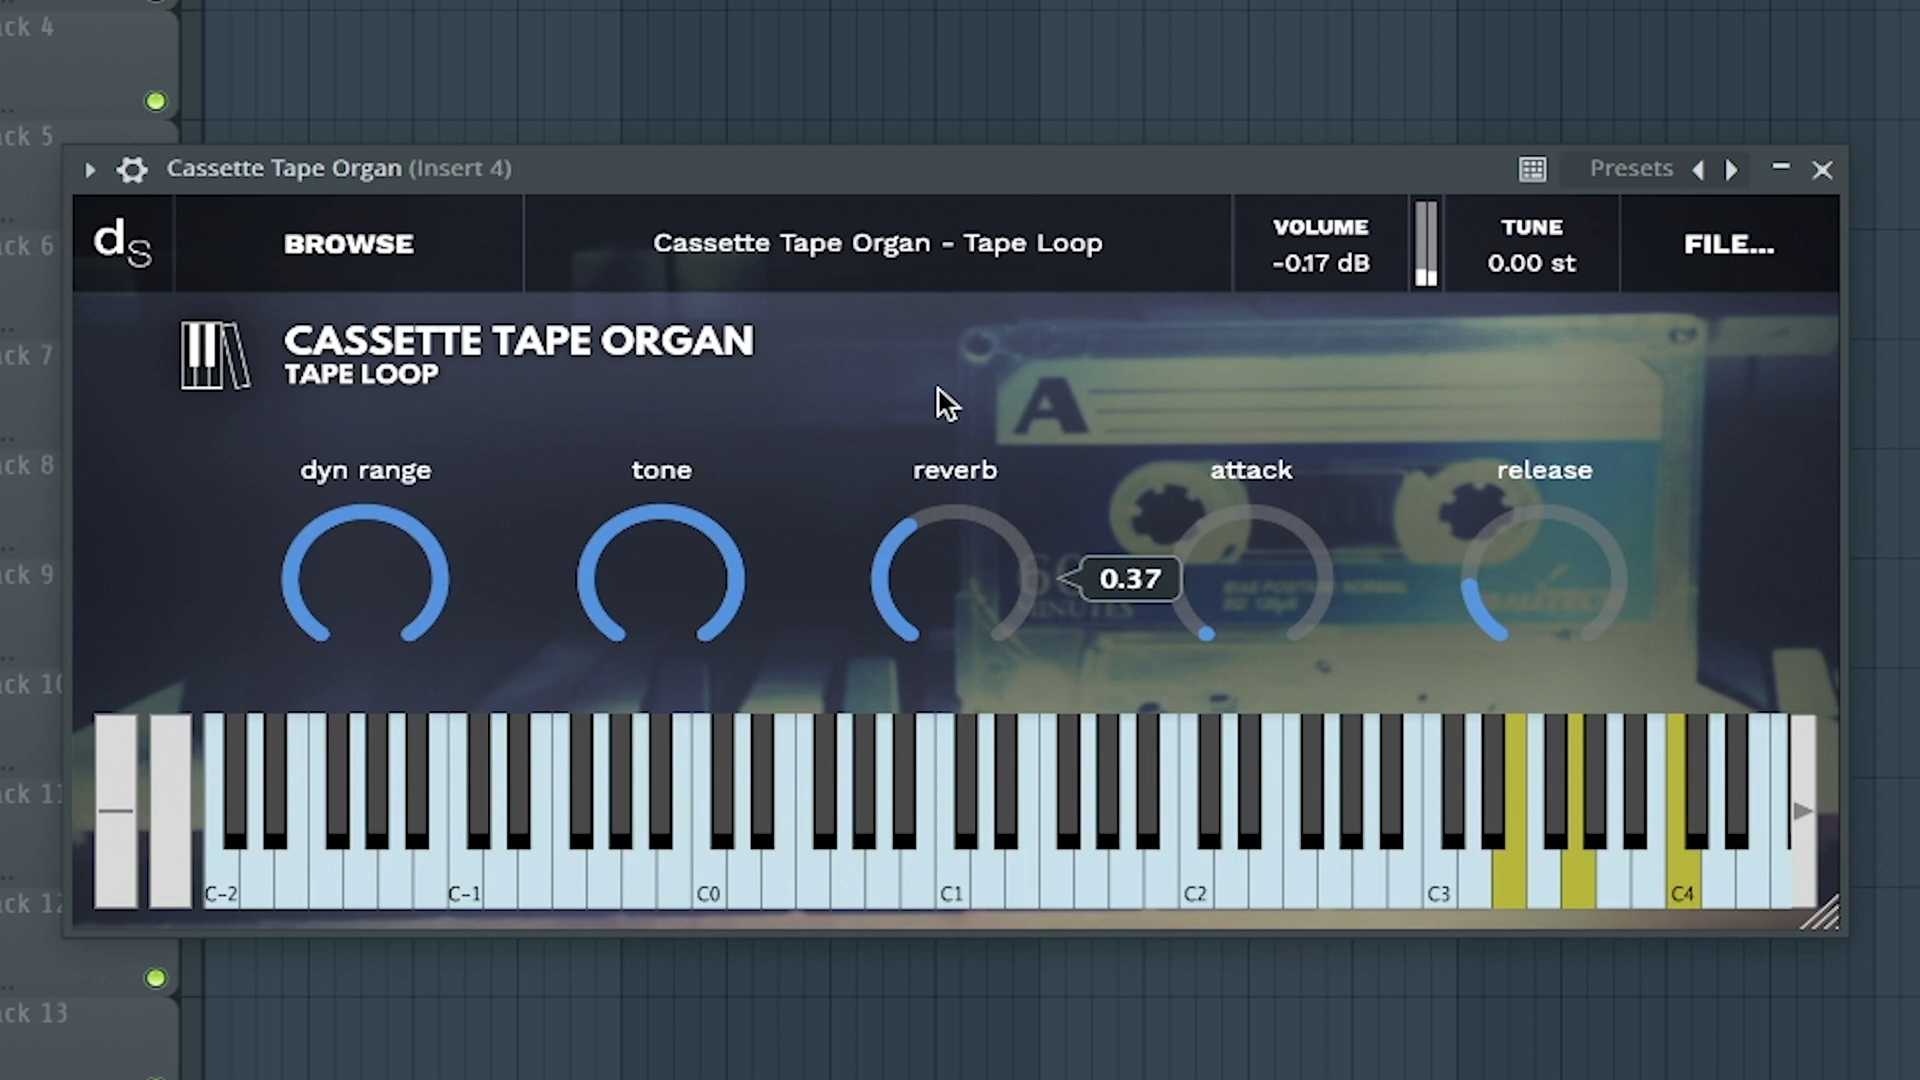 ck 4
ck 5
Cassette Tape Organ (Insert 4)
Presets
ds
BROWSE
Cassette Tape Organ - Tape Loop
VOLUME
-0.17 dB
TUNE
0.00 st
FILE...
ck 6
CASSETTE TAPE ORGAN
TAPE LOOP
ck 7
A
ck 8
dyn range
tone
reverb
attack
release
ck 9
60
0.37
MINUTES
ck 10
ck 11
C-2
C-1
C0
C1
C2
C3
C4
ck 12
ck 13